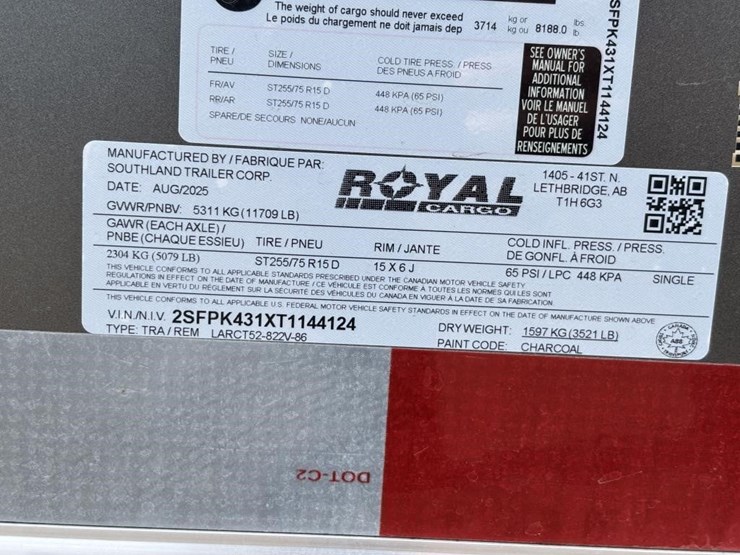 The weight of cargo should never exceed
Le poids du chargement ne doit jamais dep 3714 kg or kg ou 8188.0 lbs. lb.
TIRE / PNEU SIZE / DIMENSIONS COLD TIRE PRESS. / PRESS. DES PNEUS A FROID
FR/AV ST255/75 R15 D 448 KPA (65 PSI)
RR/AR ST255/75 R15 D 448 KPA (65 PSI)
SPARE/DE SECOURS NONE/AUCUN
SEE OWNER'S
MANUAL FOR
ADDITIONAL
INFORMATION
VOIR LE MANUEL
DE L'USAGER
POUR PLUS DE
RENSEIGNEMENTS
SFPK431XT1144124
MANUFACTURED BY / FABRIQUE PAR:
SOUTHLAND TRAILER CORP.
DATE: AUG/2025
GVWR/PNBV: 5311 KG (11709 LB)
ROYAL
CARGO
1405 - 41ST. N.
LETHBRIDGE, AB
T1H 6G3
GAWR (EACH AXLE) /
PNBE (CHAQUE ESSIEU) TIRE / PNEU RIM / JANTE COLD INFL. PRESS. / PRESS. DE GONFL. À FROID
2304 KG (5079 LB) ST255/75 R15 D 15 X 6 J 65 PSI / LPC 448 KPA SINGLE
THIS VEHICLE CONFORMS TO ALL APPLICABLE STANDARDS PRESCRIBED UNDER THE CANADIAN MOTOR VEHICLE SAFETY
REGULATIONS IN EFFECT ON THE DATE OF MANUFACTURE / CE VÉHICULE EST CONFORME À TOUTES LES NORMES QUI LES SONT
APPLICABLE EN VERTU DU RÈGLEMENT SUR LA SÉCURITÉ DES VÉHICULES DU CANADA EN VIGUER À LA DATE DE SA FABRICATION
THIS VEHICLE CONFORMS TO ALL APPLICABLE U.S. FEDERAL MOTOR VEHICLE SAFETY STANDARDS IN EFFECT ON THE DATE OF MANUFACTURE SHOWN ABOVE
V.I.N./N.I.V. 2SFPK431XT1144124 DRY WEIGHT: 1597 KG (3521 LB)
TYPE: TRA / REM LARCT52-822V-86 PAINT CODE: CHARCOAL
DOT-C2